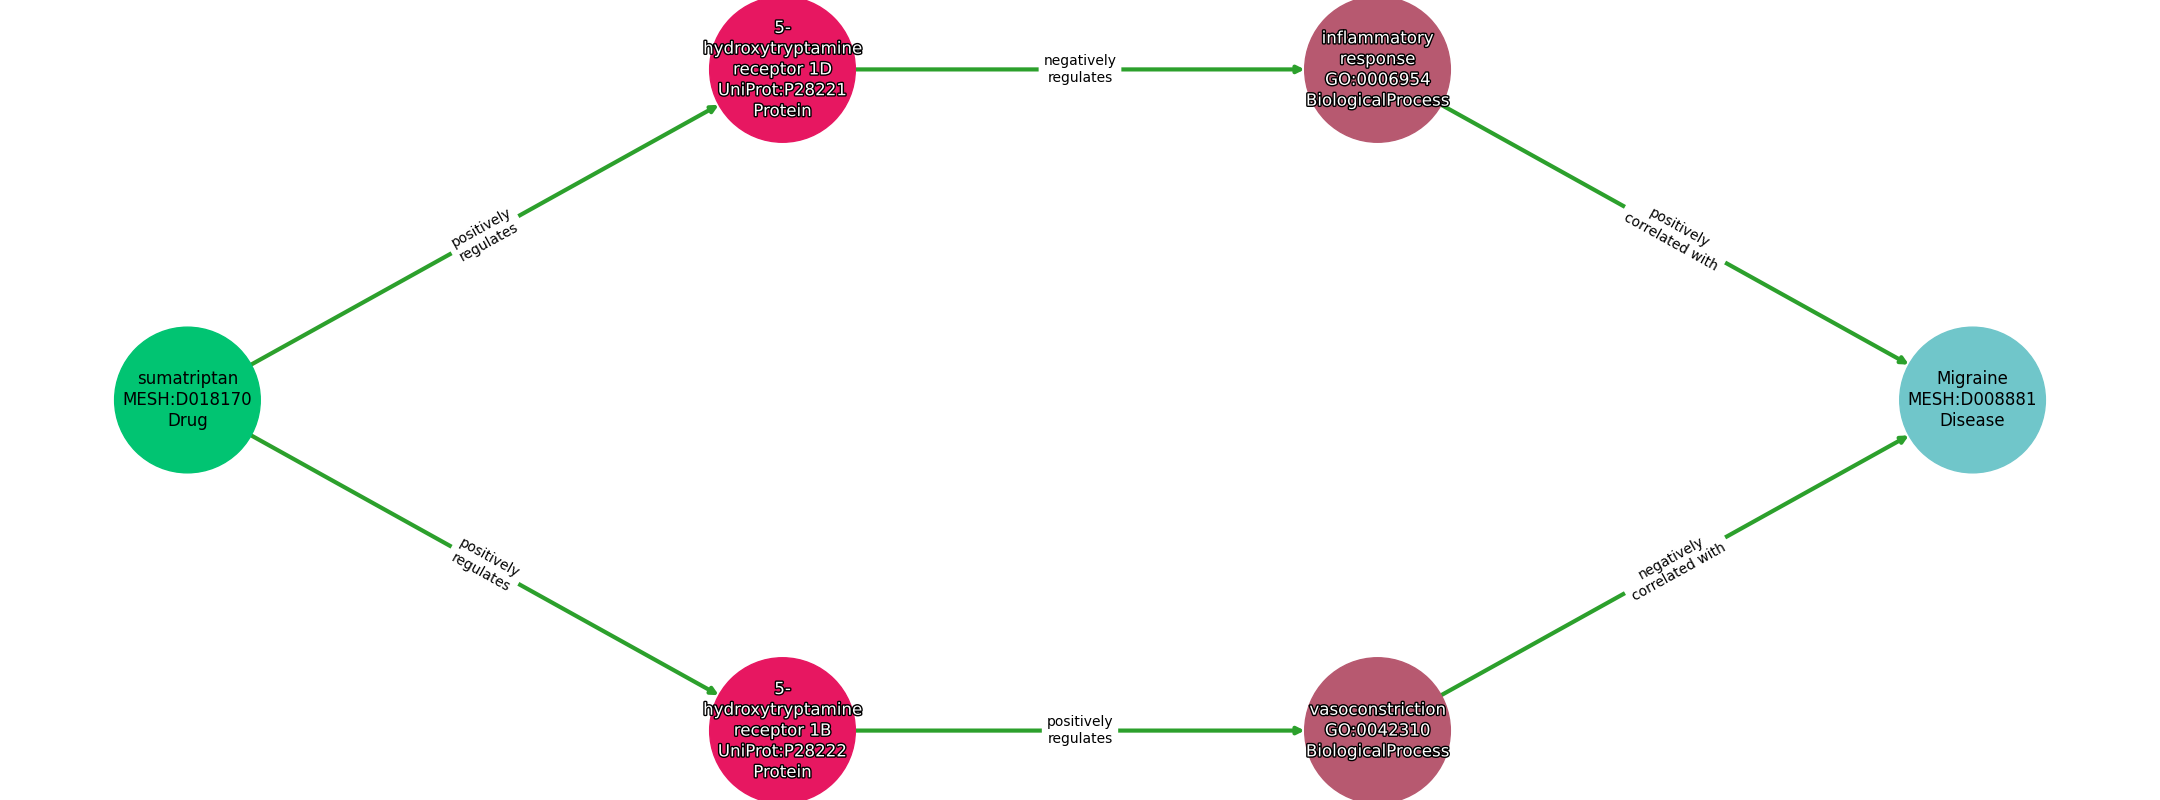 5-
hydroxytryptamine
receptor 1D
UniProt:P28221
Protein
negatively
regulates
inflammatory
response
GO:0006954
BiologicalProcess
positively
regulates
positively
correlated with
sumatriptan
MESH:D018170
Drug
Migraine
MESH:D008881
Disease
positively
regulates
negatively
correlated with
5-
hydroxytryptamine
receptor 1B
UniProt:P28222
Protein
positively
regulates
vasoconstriction
GO:0042310
BiologicalProcess